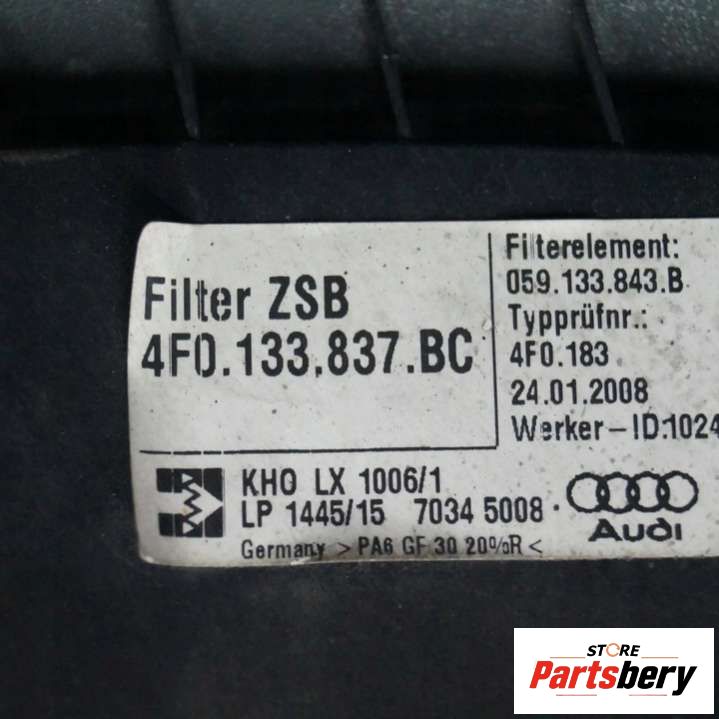 Filter ZSB
4F0.133.837.BC
Filterelement:
059.133.843.B
Typprüfnr.:
4F0.183
24.01.2008
Werker-ID:1024
KHO LX 1006/1
LP 1445/15 7034 5008
Germany > PA6 GF 30 20%R <
Audi
STORE
Partsbery